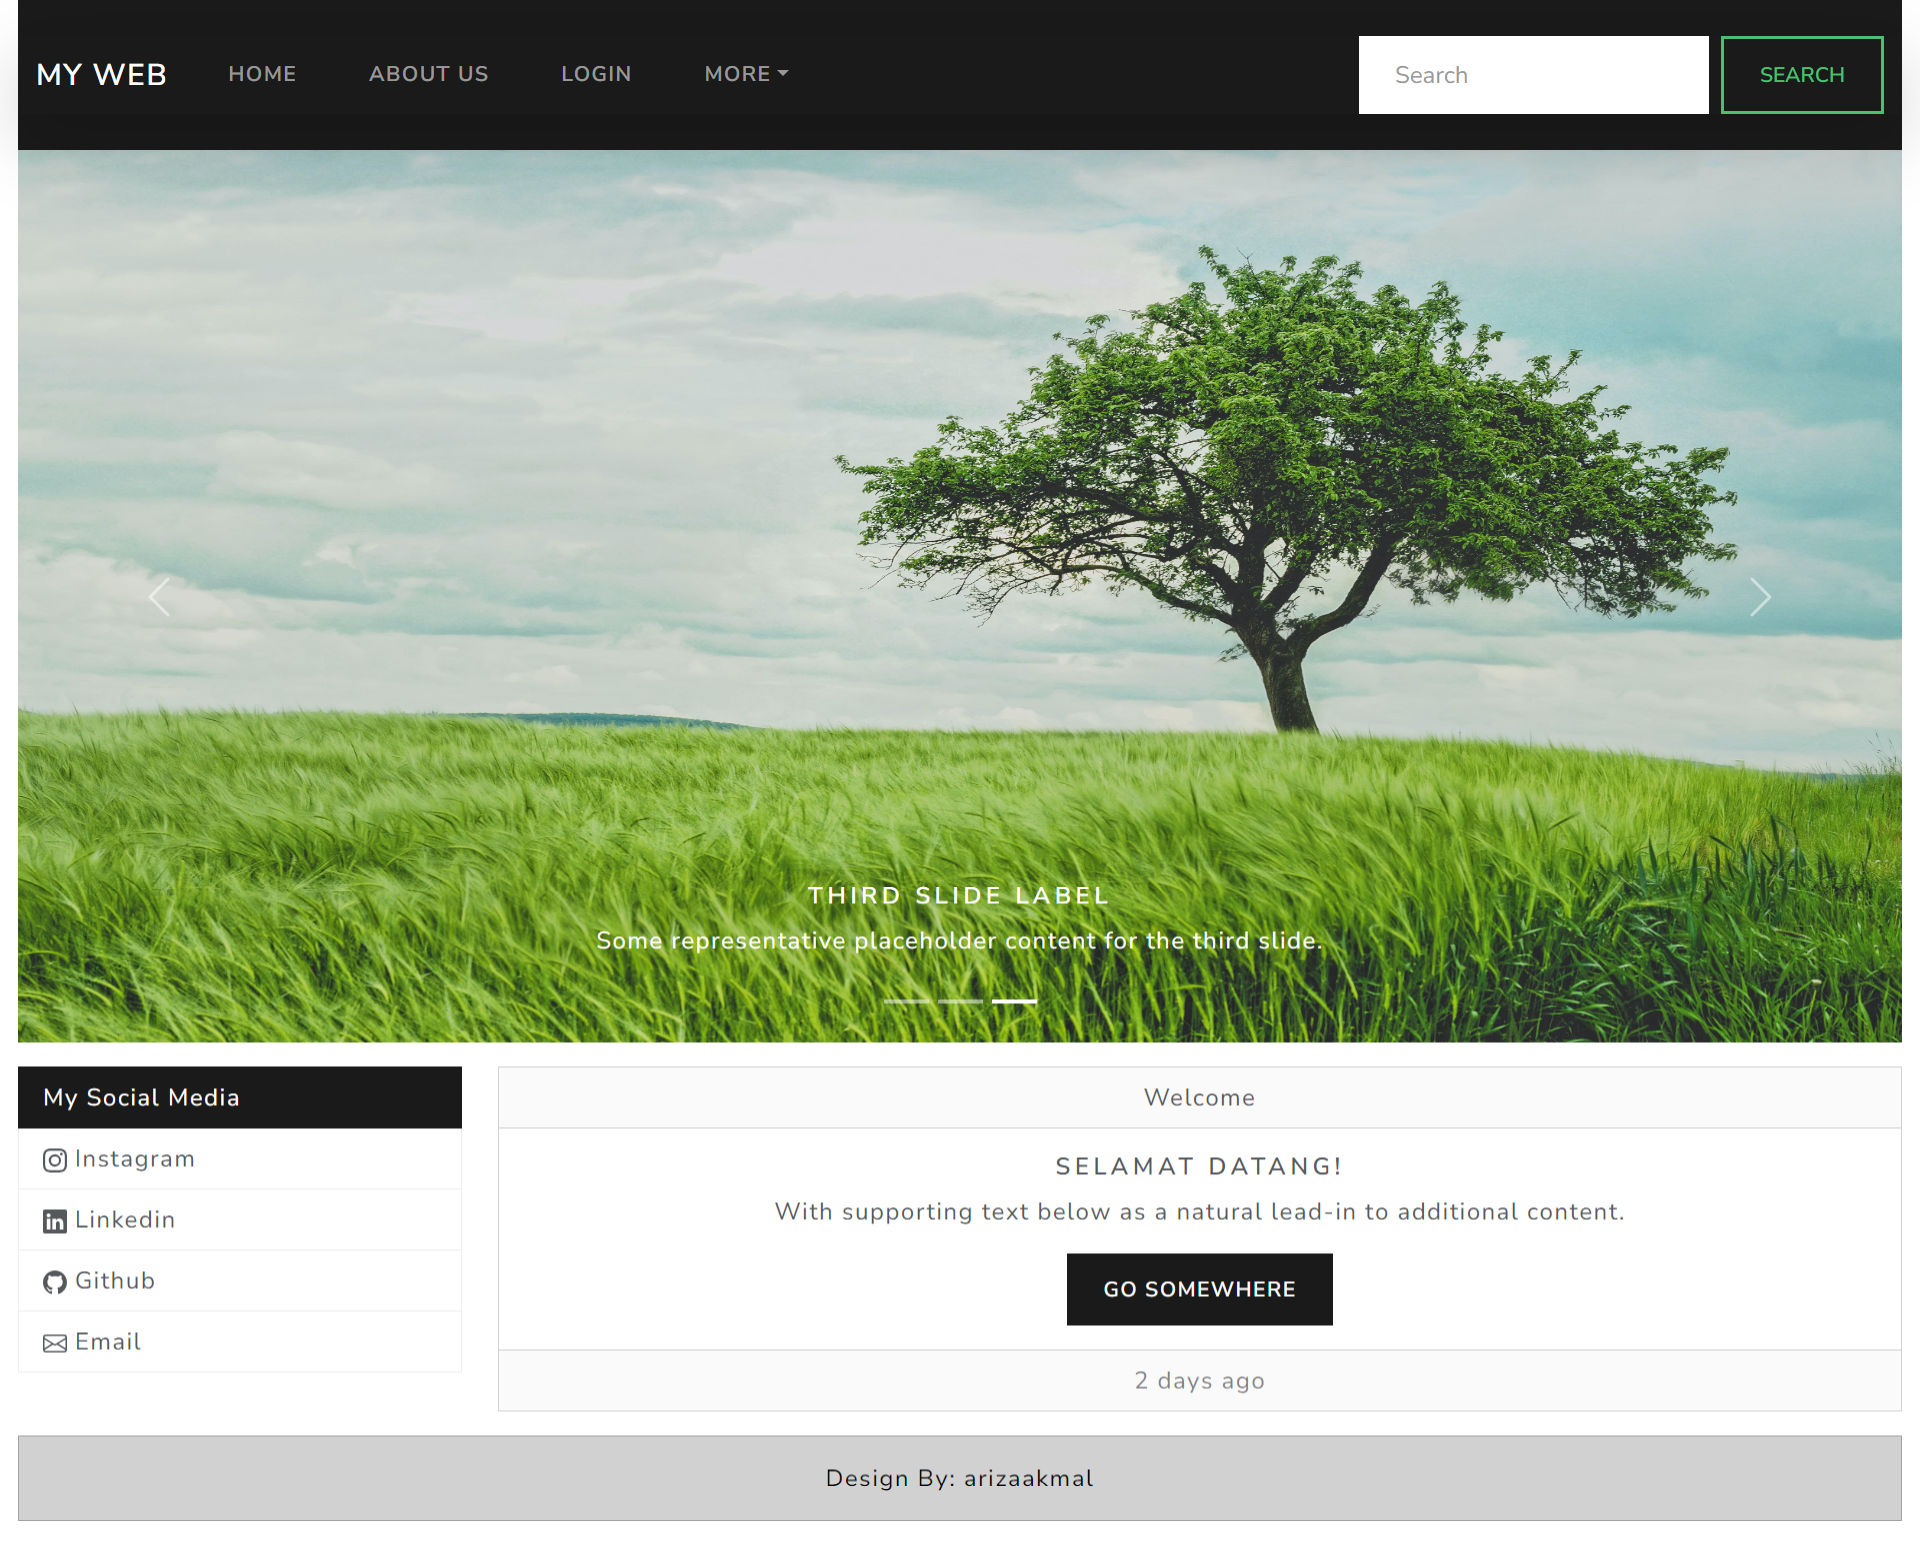 MY WEB HOME ABOUT US LOGIN MORE Search SEARCH
THIRD SLIDE LABEL
Some representative placeholder content for the third slide.
My Social Media
Instagram
Linkedin
Github
Email
Welcome
SELAMAT DATANG!
With supporting text below as a natural lead-in to additional content.
GO SOMEWHERE
2 days ago
Design By: arizaakmal